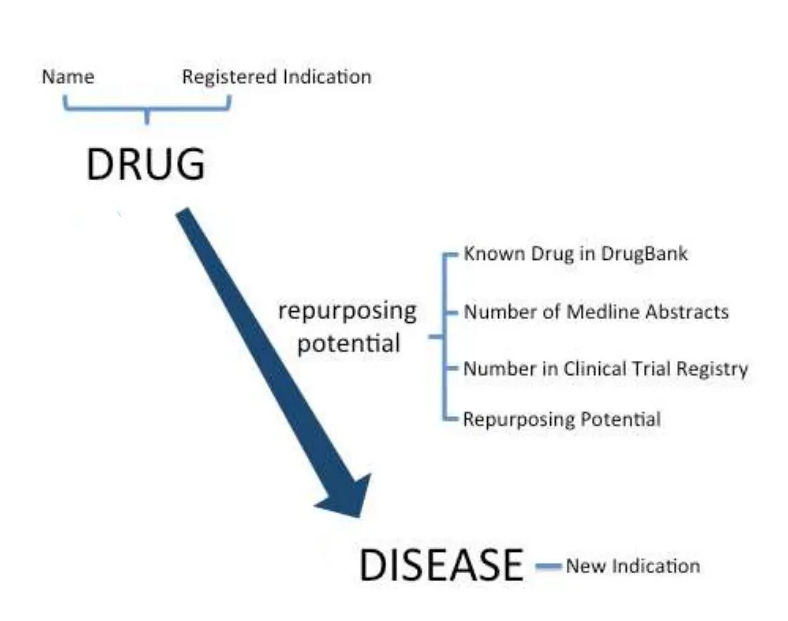 Name
Registered Indication
DRUG
repurposing
potential
Known Drug in DrugBank
Number of Medline Abstracts
Number in Clinical Trial Registry
Repurposing Potential
DISEASE
New Indication